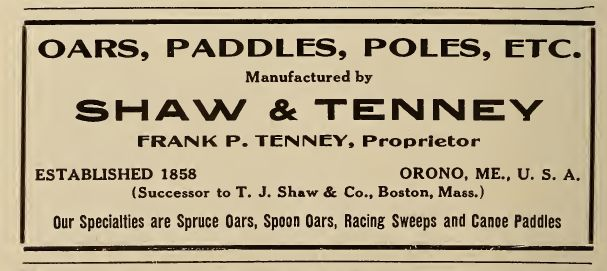 OARS, PADDLES, POLES, ETC.
Manufactured by
SHAW & TENNEY
FRANK P. TENNEY, Proprietor
ESTABLISHED 1858 ORONO, ME., U. S. A.
(Successor to T. J. Shaw & Co., Boston, Mass.)
Our Specialties are Spruce Oars, Spoon Oars, Racing Sweeps and Canoe Paddles